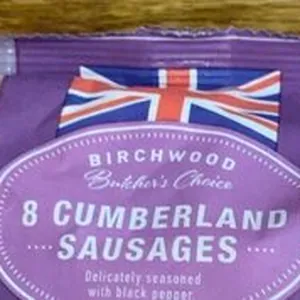 BIRCHWOOD
Butcher's Choice
8 CUMBERLAND
SAUSAGES
Delicately seasoned
with black pepper